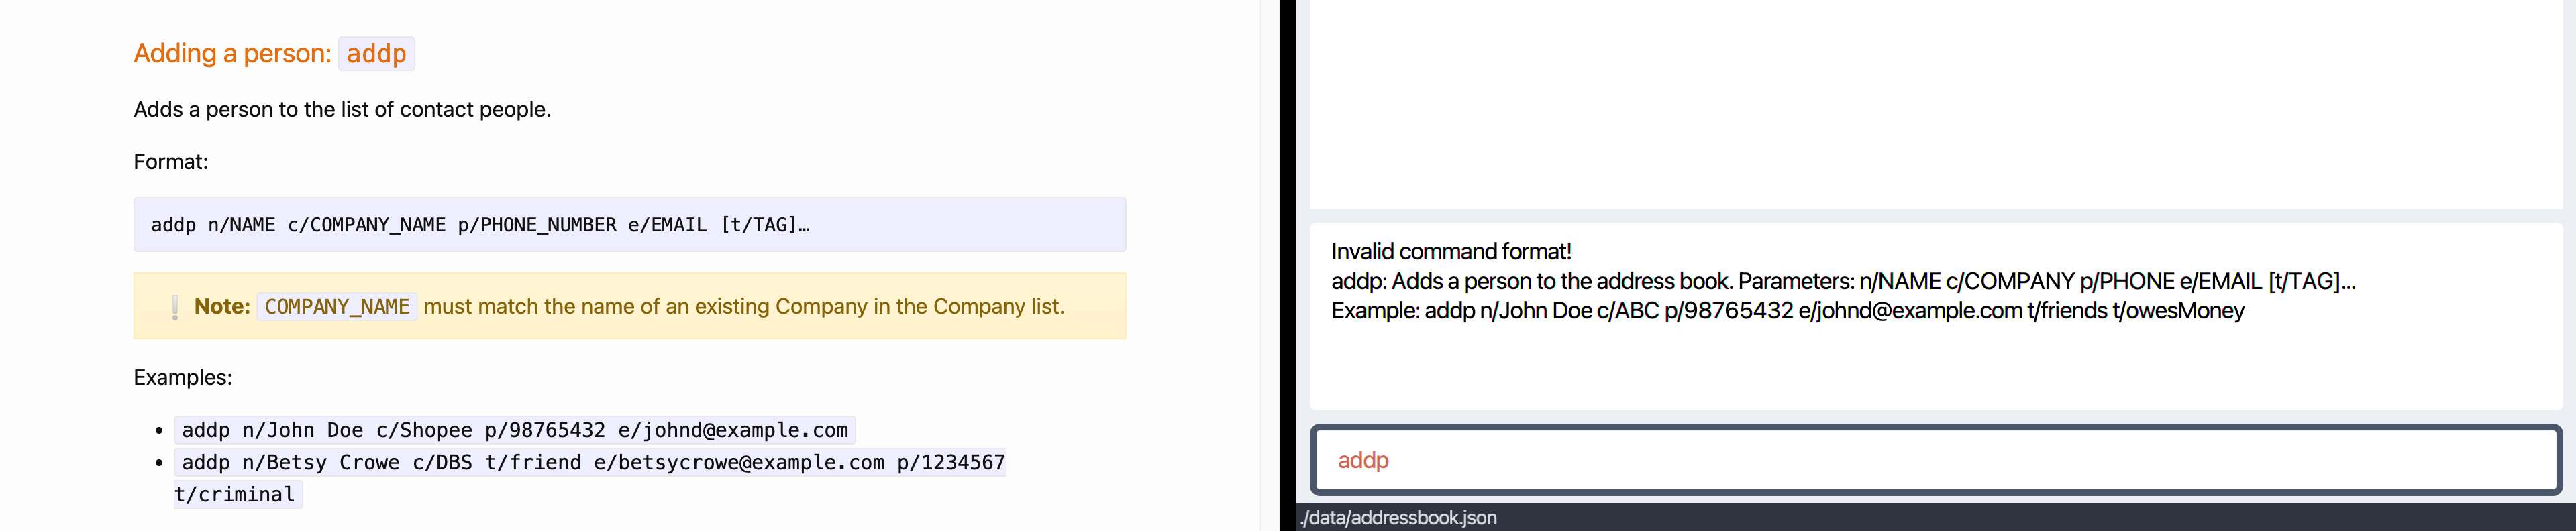 Adding a person: addp
Adds a person to the list of contact people.
Format:
addp n/NAME c/COMPANY_NAME p/PHONE_NUMBER e/EMAIL [t/TAG]…
❕ Note: COMPANY_NAME must match the name of an existing Company in the Company list.
Examples:
• addp n/John Doe c/Shopee p/98765432 e/johnd@example.com
• addp n/Betsy Crowe c/DBS t/friend e/betsycrowe@example.com p/1234567
t/criminal
Invalid command format!
addp: Adds a person to the address book. Parameters: n/NAME c/COMPANY p/PHONE e/EMAIL [t/TAG]...
Example: addp n/John Doe c/ABC p/98765432 e/johnd@example.com t/friends t/owesMoney
addp
./data/addressbook.json